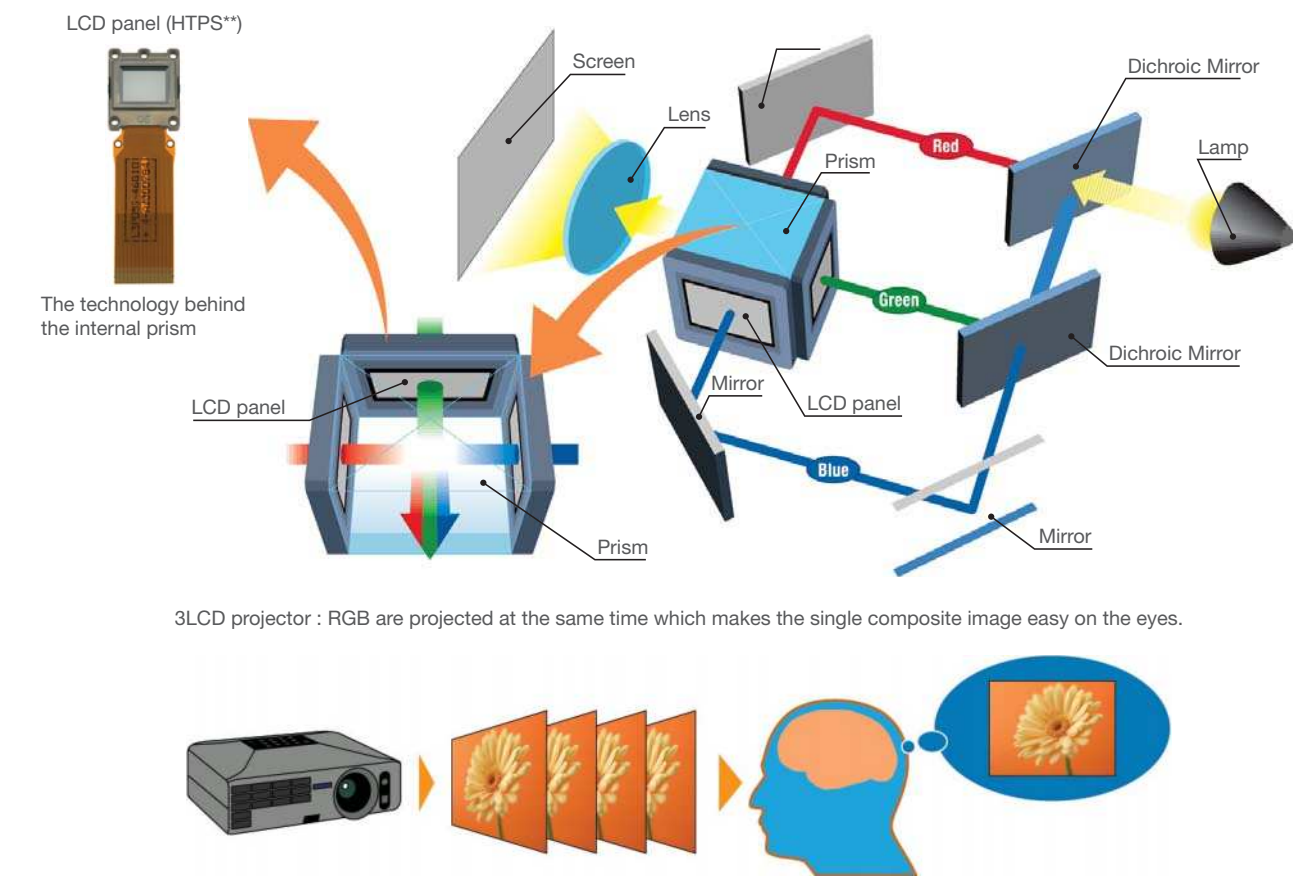 LCD panel (HTPS**)
The technology behind
the internal prism
Screen
Lens
Prism
Dichroic Mirror
Lamp
Red
Green
Dichroic Mirror
Mirror
LCD panel
Blue
Mirror
LCD panel
Prism
3LCD projector : RGB are projected at the same time which makes the single composite image easy on the eyes.